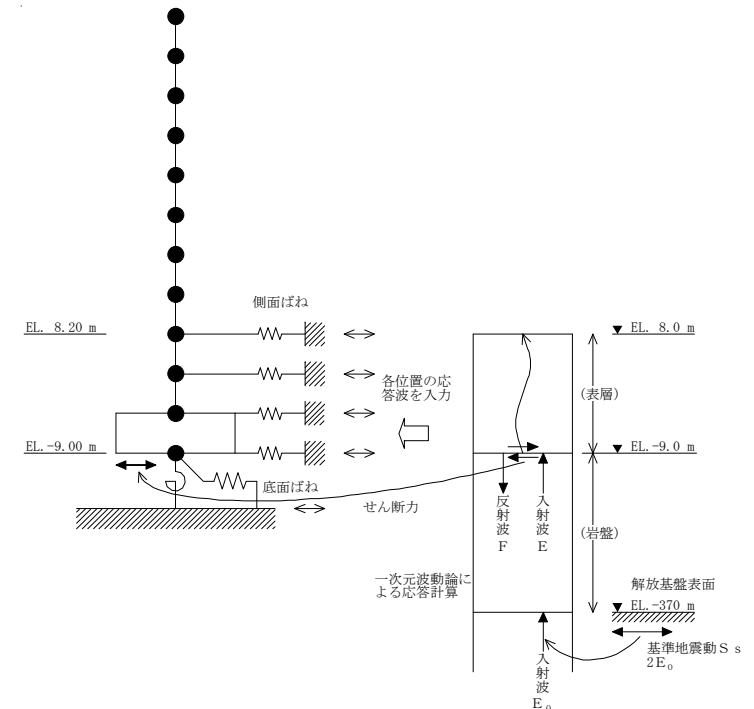 側面ばね
EL. 8.20 m
EL. 8.0 m
各位置の応
答波を入力
(表層)
EL.-9.00 m
EL.-9.0 m
底面ばね
せん断力
反射波F
入射波E
(岩盤)
一次元波動論に
よる応答計算
解放基盤表面
EL.-370 m
基準地震動Ss
2E₀
入射波E₀